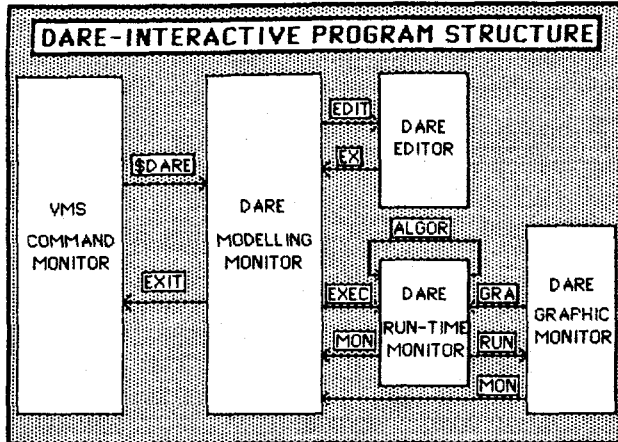 DARE-INTERACTIVE PROGRAM STRUCTURE
VMS
COMMAND
MONITOR
$DARE
EXIT
DARE
MODELLING
MONITOR
EDIT
EX
DARE
EDITOR
ALGOR
EXEC
MON
DARE
RUN-TIME
MONITOR
GRA
RUN
MON
DARE
GRAPHIC
MONITOR